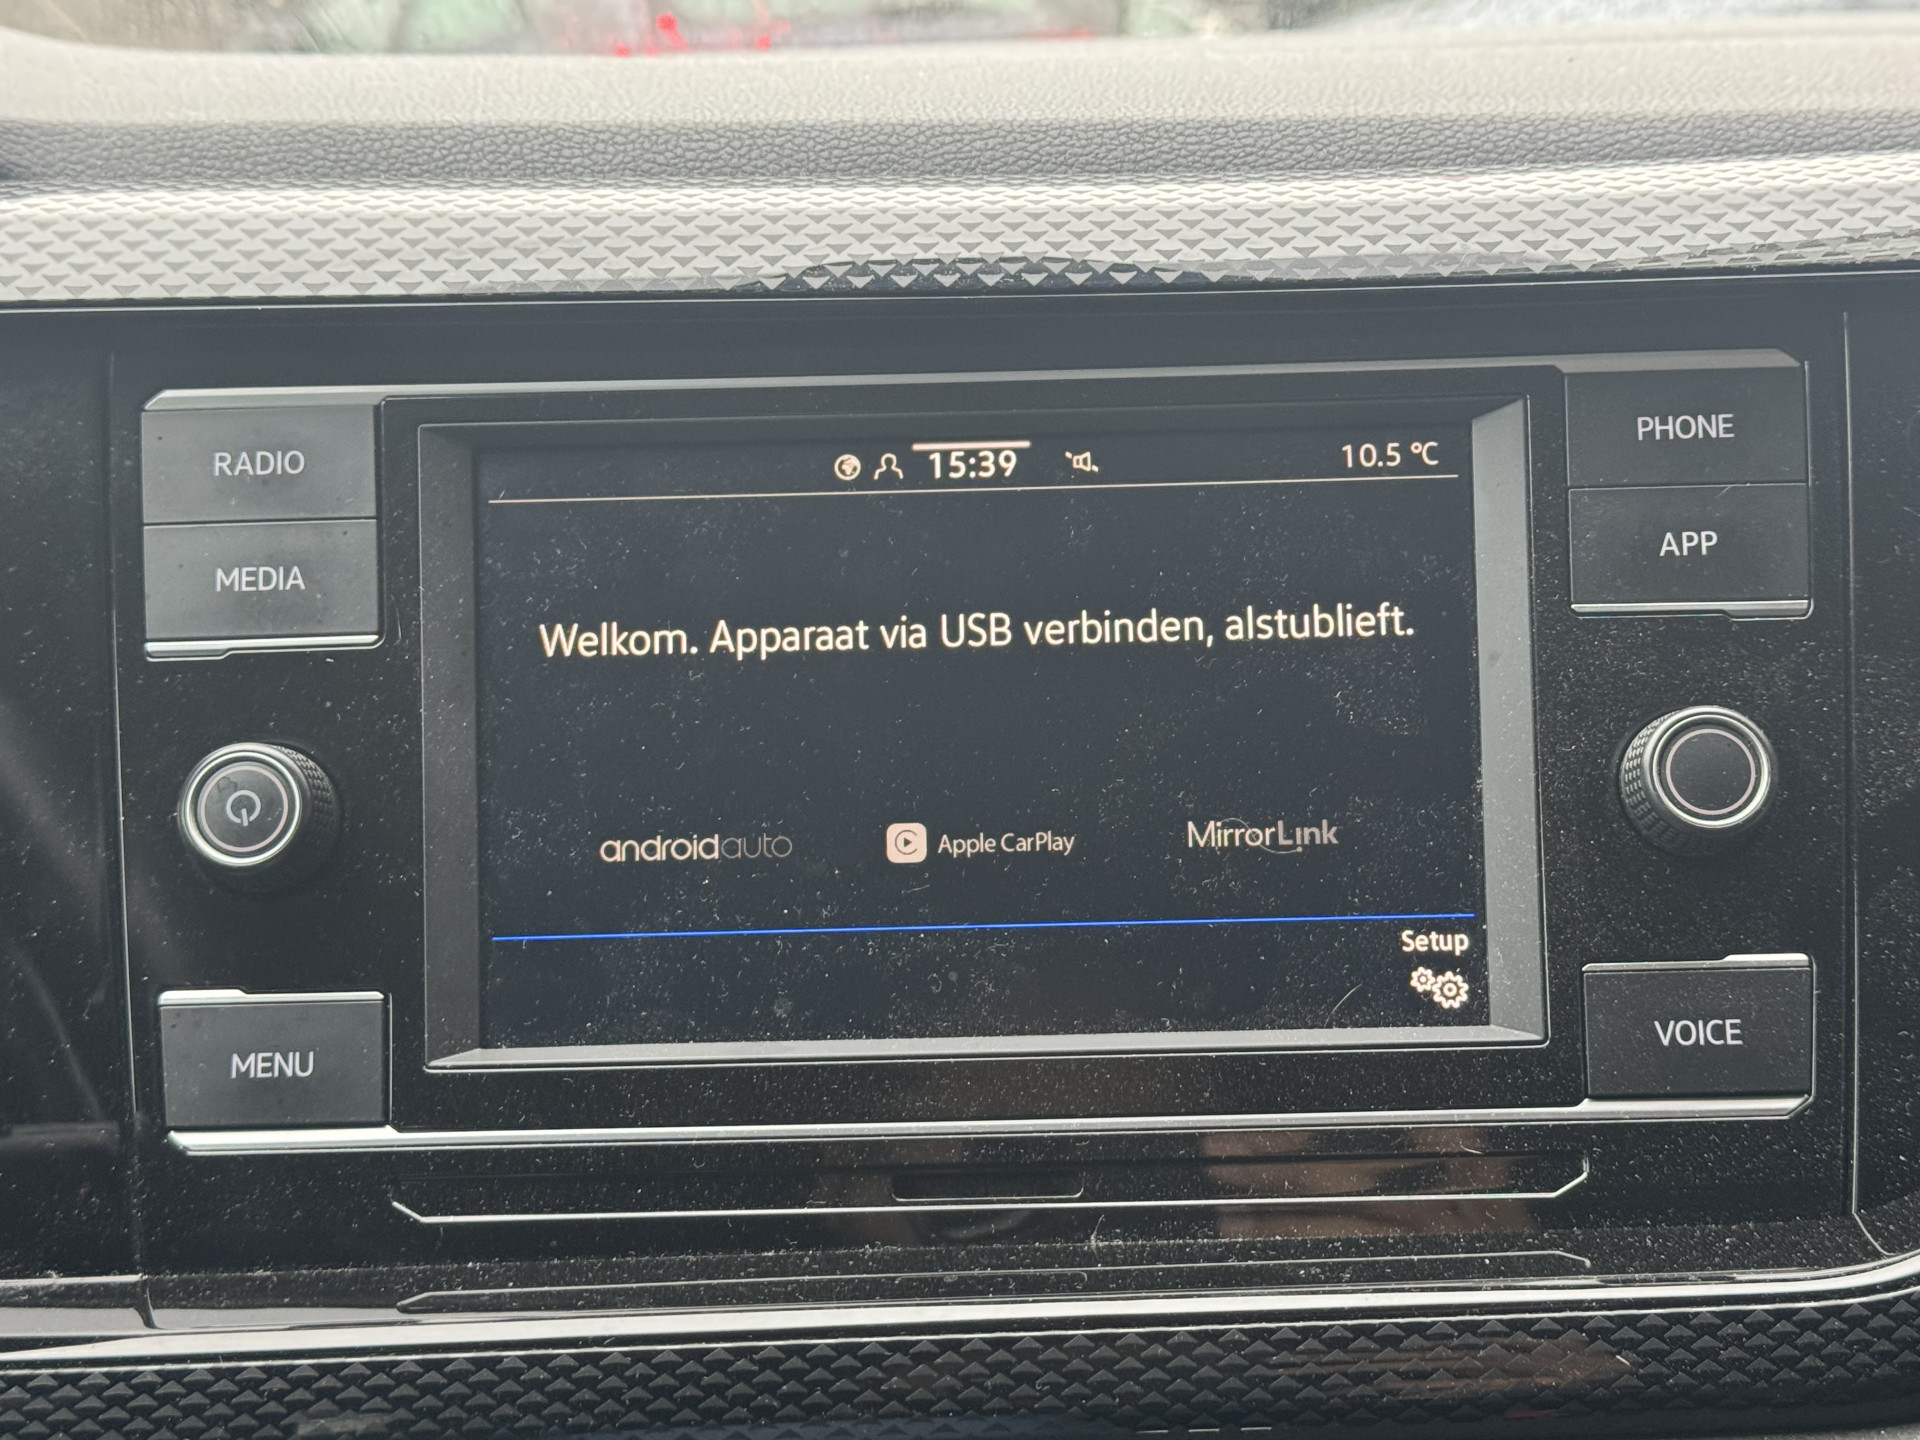 RADIO
MEDIA
MENU
15:39
10.5 °C
Welkom. Apparaat via USB verbinden, alstublieft.
androidauto
Apple CarPlay
MirrorLink
Setup
PHONE
APP
VOICE